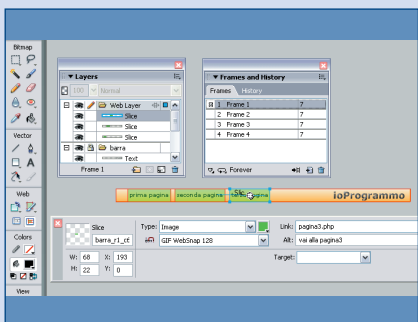 Bitmap
Layers
100 Normal
Web Layer
Slice
Slice
Slice
barra
Text
Frame 1
Frames and History
Frames History
1 Frame 1 7
2 Frame 2 7
3 Frame 3 7
4 Frame 4 7
Forever
Vector
A
Web
Colors
View
prima pagina seconda pagina pagina ioProgrammo
Slice
barra_r1_c6
W: 68 X: 193
H: 22 Y: 0
Type: Image
GIF WebSnap 128
Link: pagina3.php
Alt: vai alla pagina3
Target: